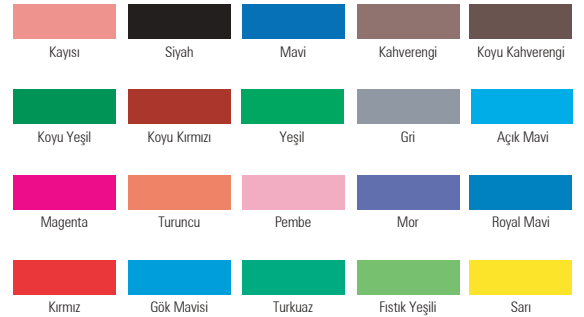 Kayısı Siyah Mavi Kahverengi Koyu Kahverengi
Koyu Yeşil Koyu Kırmızı Yeşil Gri Açık Mavi
Magenta Turuncu Pembe Mor Royal Mavi
Kırmız Gök Mavisi Turkuaz Fıstık Yeşili Sarı